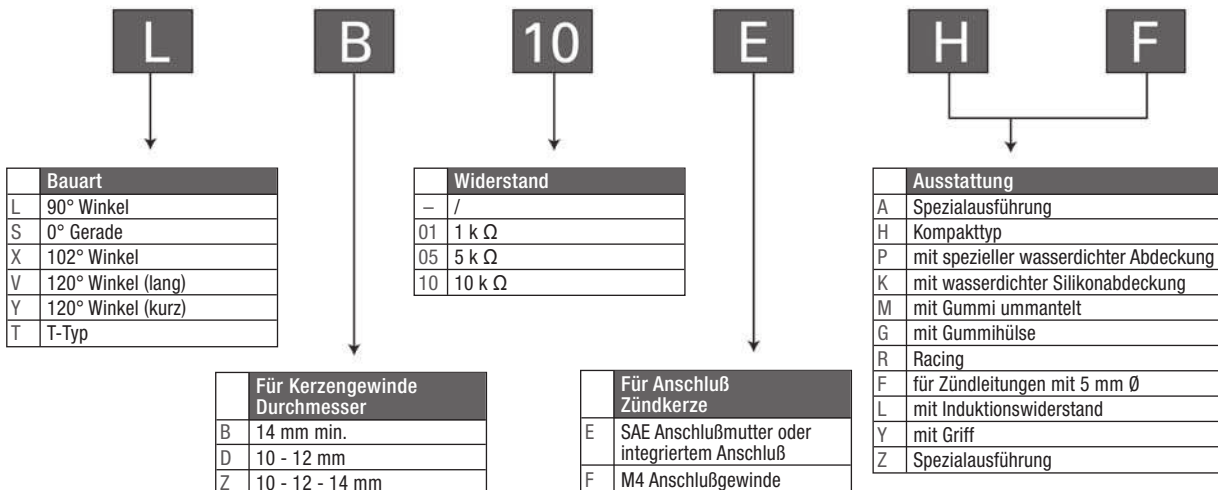 L B 10 E H F
Bauart
L 90° Winkel
S 0° Gerade
X 102° Winkel
V 120° Winkel (lang)
Y 120° Winkel (kurz)
T T-Typ
Für Kerzengewinde
Durchmesser
B 14 mm min.
D 10 - 12 mm
Z 10 - 12 - 14 mm
Widerstand
– /
01 1 k Ω
05 5 k Ω
10 10 k Ω
Für Anschluß
Zündkerze
E SAE Anschlußmutter oder
integriertem Anschluß
F M4 Anschlußgewinde
Ausstattung
A Spezialausführung
H Kompakttyp
P mit spezieller wasserdichter Abdeckung
K mit wasserdichter Silikonabdeckung
M mit Gummi ummantelt
G mit Gummihülse
R Racing
F für Zündleitungen mit 5 mm Ø
L mit Induktionswiderstand
Y mit Griff
Z Spezialausführung